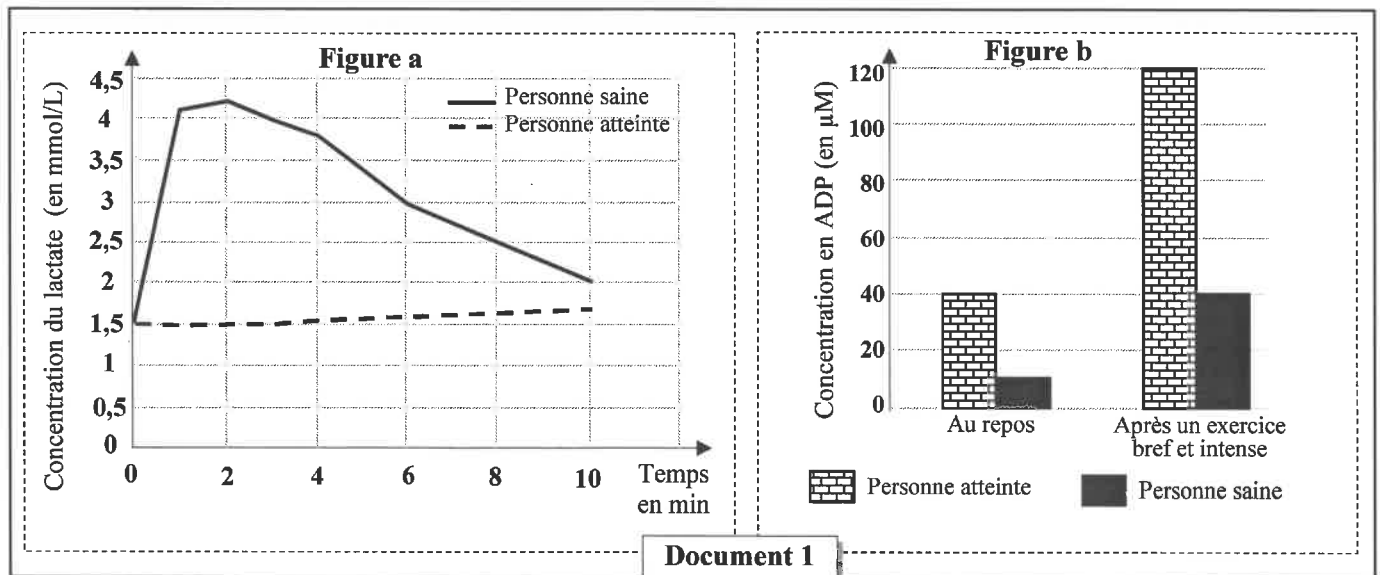 Figure a
Concentration du lactate (en mmol/L)
4,5
4
3,5
3
2,5
2
1,5
1
0,5
0
Personne saine
Personne atteinte
0 2 4 6 8 10 Temps
en min
Figure b
Concentration en ADP (en µM)
120
100
80
60
40
20
0
Au repos
Après un exercice
bref et intense
Personne atteinte
Personne saine
Document 1